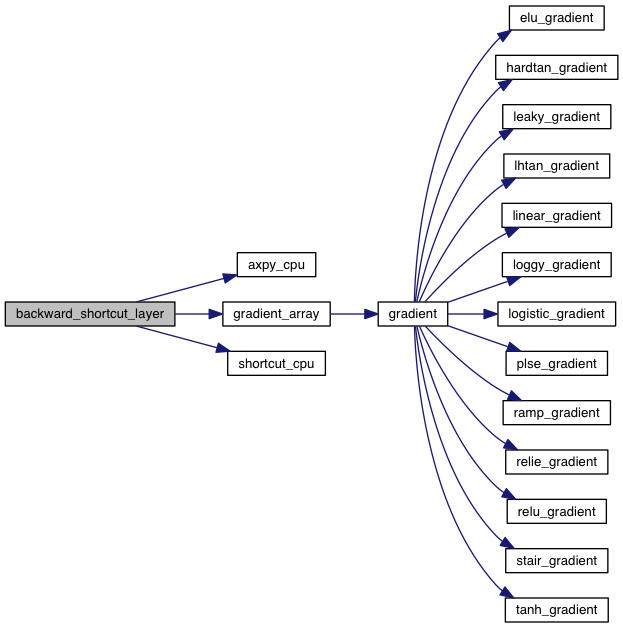 backward_shortcut_layer
axpy_cpu
gradient_array
shortcut_cpu
gradient
elu_gradient
hardtan_gradient
leaky_gradient
lhtan_gradient
linear_gradient
loggy_gradient
logistic_gradient
plse_gradient
ramp_gradient
relie_gradient
relu_gradient
stair_gradient
tanh_gradient